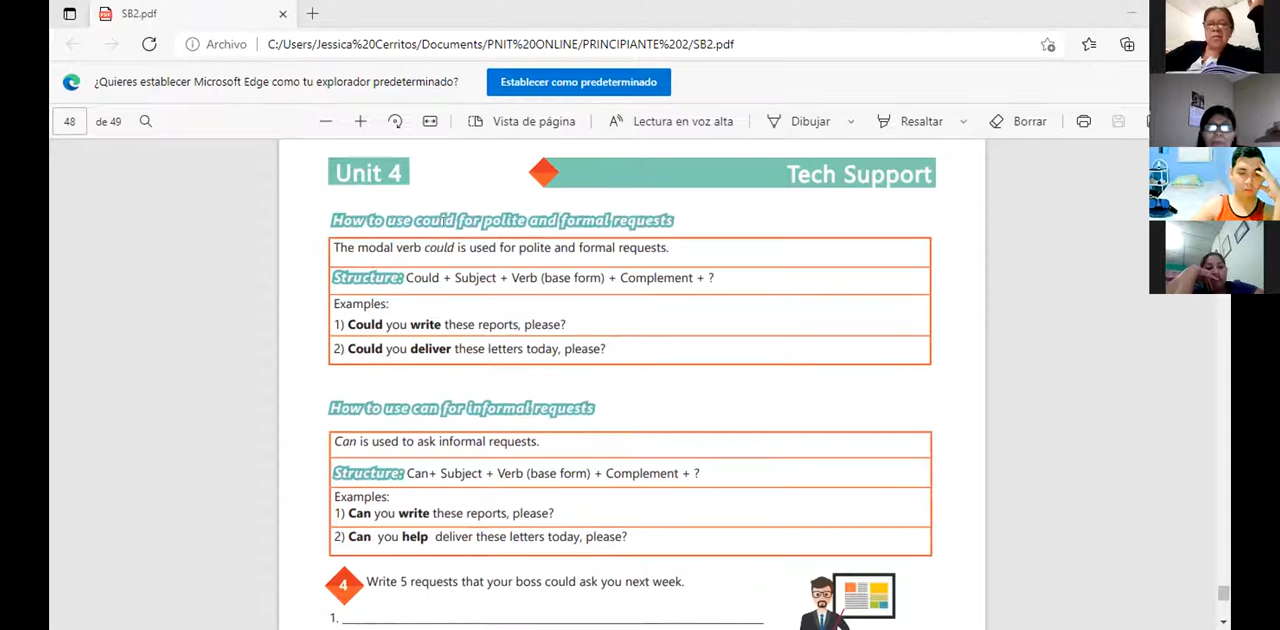 SB2.pdf
Archivo
C:/Users/Jessica%20Cerritos/Documents/PNIT%20ONLINE/PRINCIPIANTE%202/SB2.pdf
¿Quieres establecer Microsoft Edge como tu explorador predeterminado?
Establecer como predeterminado
48 de 49
Vista de página
Lectura en voz alta
Dibujar
Resaltar
Borrar
Unit 4
Tech Support
How to use could for polite and formal requests
The modal verb could is used for polite and formal requests.
Structure: Could + Subject + Verb (base form) + Complement + ?
Examples:
1) Could you write these reports, please?
2) Could you deliver these letters today, please?
How to use can for informal requests
Can is used to ask informal requests.
Structure: Can+ Subject + Verb (base form) + Complement + ?
Examples:
1) Can you write these reports, please?
2) Can you help deliver these letters today, please?
4 Write 5 requests that your boss could ask you next week.
1.